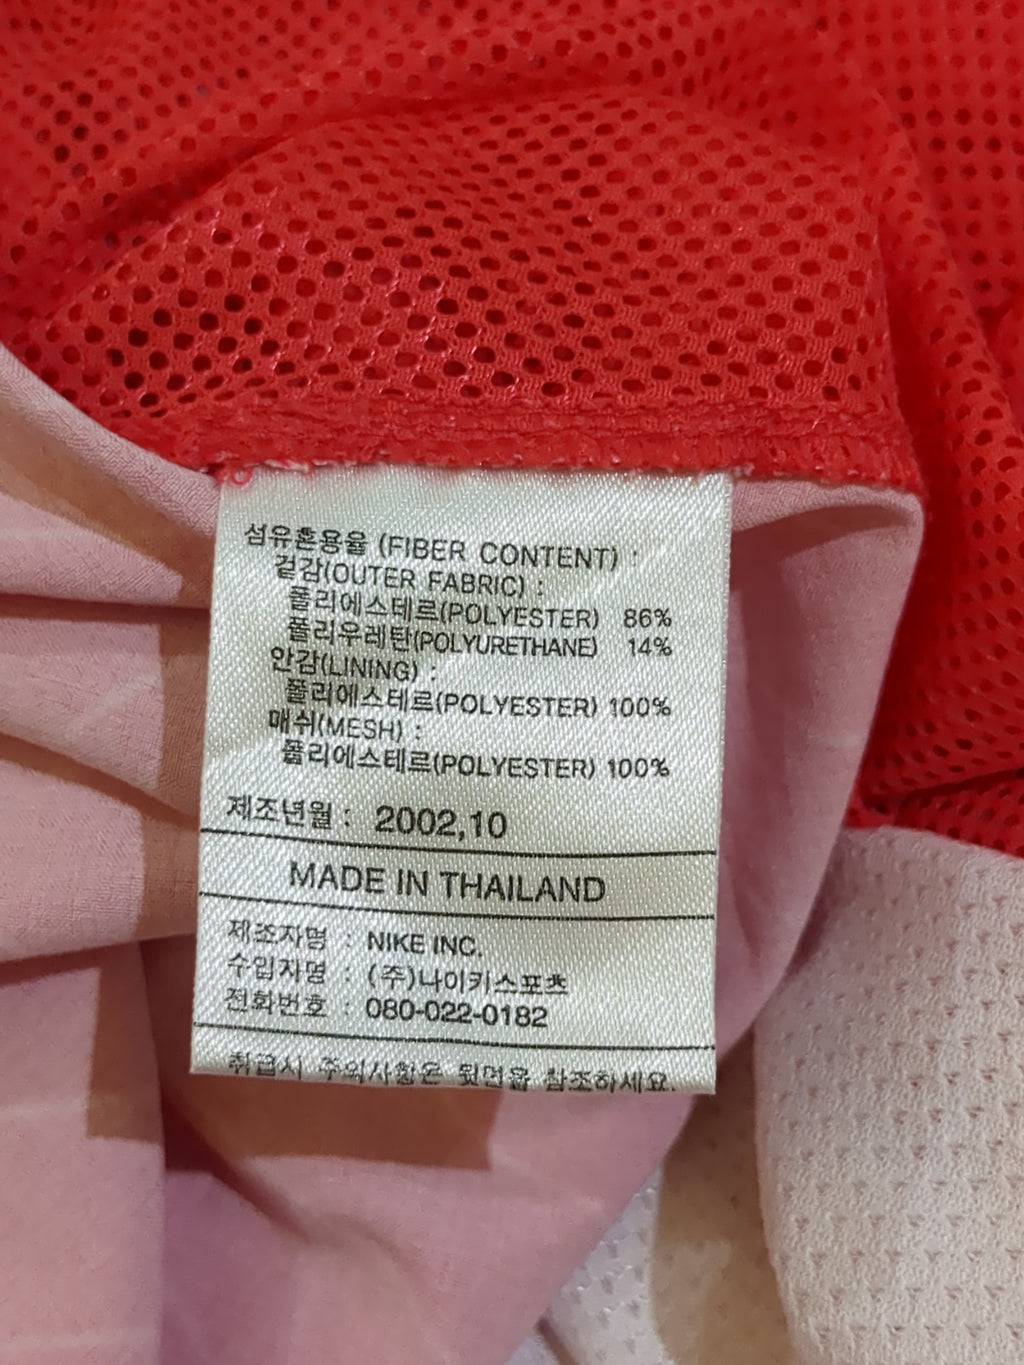 섬유혼용율 (FIBER CONTENT) :
겉감(OUTER FABRIC) :
폴리에스테르(POLYESTER) 86%
폴리우레탄(POLYURETHANE) 14%
안감(LINING) :
폴리에스테르(POLYESTER) 100%
매쉬(MESH) :
폴리에스테르(POLYESTER) 100%
제조년월 : 2002,10
MADE IN THAILAND
제조자명 : NIKE INC.
수입자명 : (주)나이키스포츠
전화번호 : 080-022-0182
취급시 주의사항은 뒷면을 참조하세요.